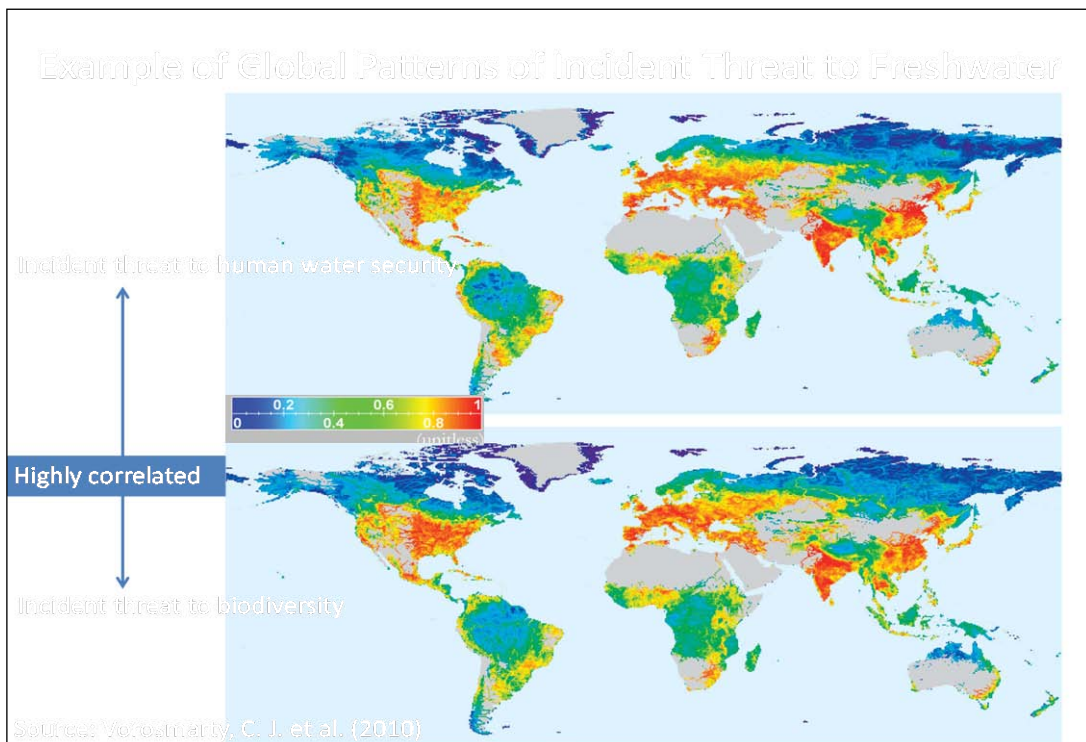 Example of Global Patterns of Incident Threat to Freshwater
Incident threat to human water security
0.2 0.6 1
0 0.4 0.8
(unitless)
Highly correlated
Incident threat to biodiversity
Source: Vorosmarty, C. J. et al. (2010)